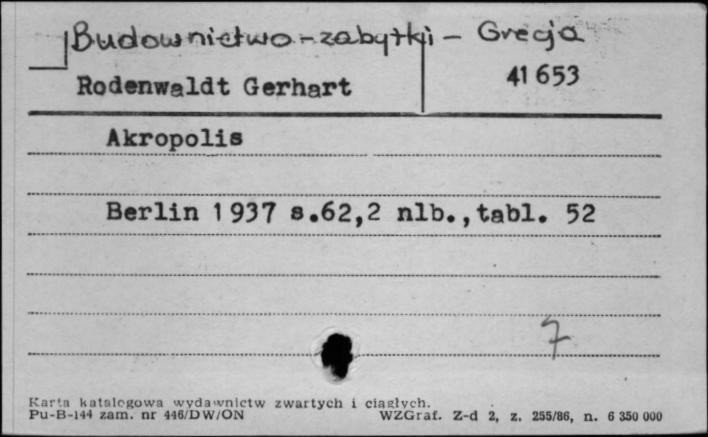 Budownictwo - zabytki - Grecja
Rodenwaldt Gerhart 41 653
Akropolis
Berlin 1937 s.62,2 nlb.,tabl. 52
7
Karta katalogowa wydawnictw zwartych i ciągłych.
Pu-B-144 zam. nr 446/DW/ON WZGraf. Z-d 2, z. 255/86, n. 6 350 000